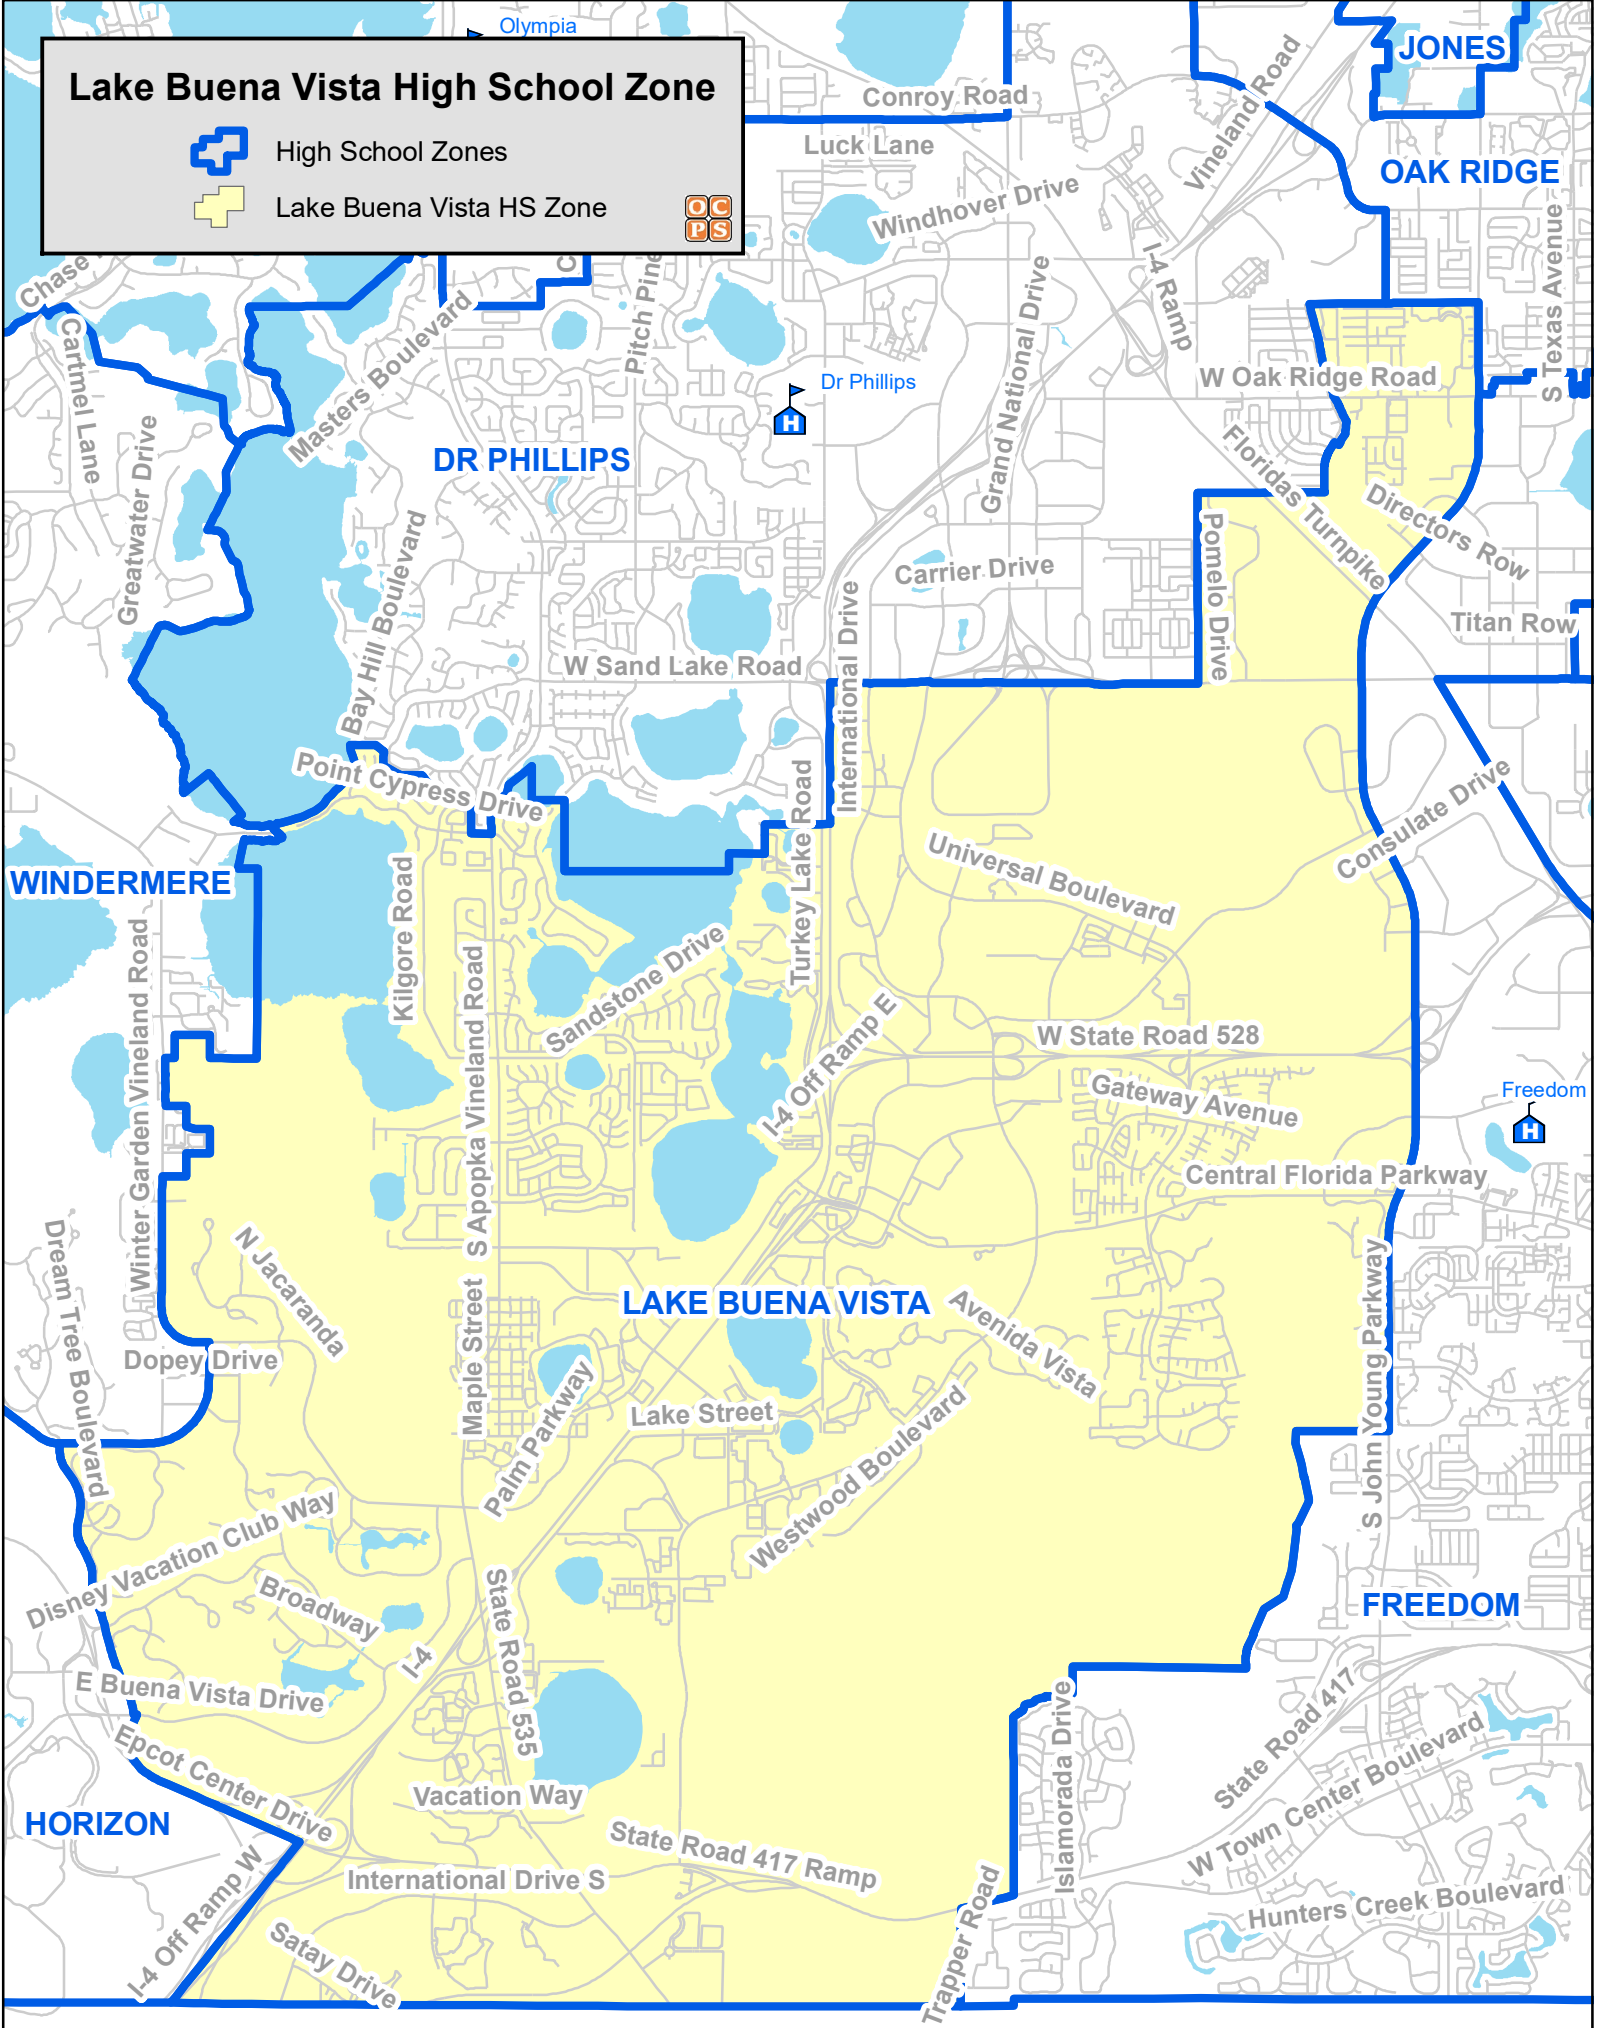 Olympia
Lake Buena Vista High School Zone
High School Zones
Lake Buena Vista HS Zone
O C
P S
JONES
Conroy Road
Vineland Road
Luck Lane
OAK RIDGE
Windhover Drive
S Texas Avenue
Chase
I-4 Ramp
Pitch Pine
Grand National Drive
Cartmel Lane
Masters Boulevard
W Oak Ridge Road
Dr Phillips
H
Greatwater Drive
DR PHILLIPS
Floridas Turnpike
Directors Row
Bay Hill Boulevard
Pomelo Drive
Carrier Drive
Titan Row
International Drive
W Sand Lake Road
Point Cypress Drive
Turkey Lake Road
Consulate Drive
WINDERMERE
Kilgore Road
Universal Boulevard
Winter Garden Vineland Road
S Apopka Vineland Road
Sandstone Drive
I-4 Off Ramp E
W State Road 528
Gateway Avenue
Freedom
H
Central Florida Parkway
Dream Tree Boulevard
N Jacaranda
LAKE BUENA VISTA
Avenida Vista
S John Young Parkway
Maple Street
Dopey Drive
Palm Parkway
Lake Street
Westwood Boulevard
Disney Vacation Club Way
Broadway
I-4
State Road 535
FREEDOM
E Buena Vista Drive
Islamorada Drive
State Road 417
W Town Center Boulevard
Epcot Center Drive
Vacation Way
HORIZON
State Road 417 Ramp
I-4 Off Ramp W
International Drive S
Trapper Road
Hunters Creek Boulevard
Satay Drive